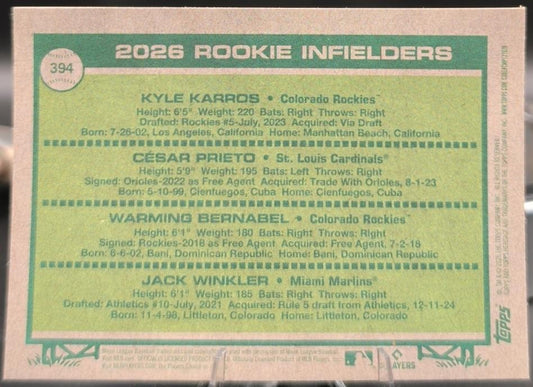 2026 ROOKIE INFIELDERS
394
KYLE KARROS • Colorado Rockies™
Height: 6'5" Weight: 220 Bats: Right Throws: Right
Drafted: Rockies #5-July, 2023 Acquired: Via Draft
Born: 7-26-02, Los Angeles, California Home: Manhattan Beach, California
CÉSAR PRIETO • St. Louis Cardinals®
Height: 5'9" Weight: 195 Bats: Left Throws: Right
Signed: Orioles-2022 as Free Agent Acquired: Trade With Orioles, 8-1-23
Born: 5-10-99, Cienfuegos, Cuba Home: Cienfuegos, Cuba
WARMING BERNABEL • Colorado Rockies™
Height: 6'1" Weight: 180 Bats: Right Throws: Right
Signed: Rockies-2018 as Free Agent Acquired: Free Agent, 7-2-18
Born: 6-6-02, Bani, Dominican Republic Home: Bani, Dominican Republic
JACK WINKLER • Miami Marlins®
Height: 6'1" Weight: 185 Bats: Right Throws: Right
Drafted: Athletics #10-July, 2021 Acquired: Rule 5 draft from Athletics, 12-11-24
Born: 11-4-98, Littleton, Colorado Home: Littleton, Colorado
PLAYERS
TOPPS